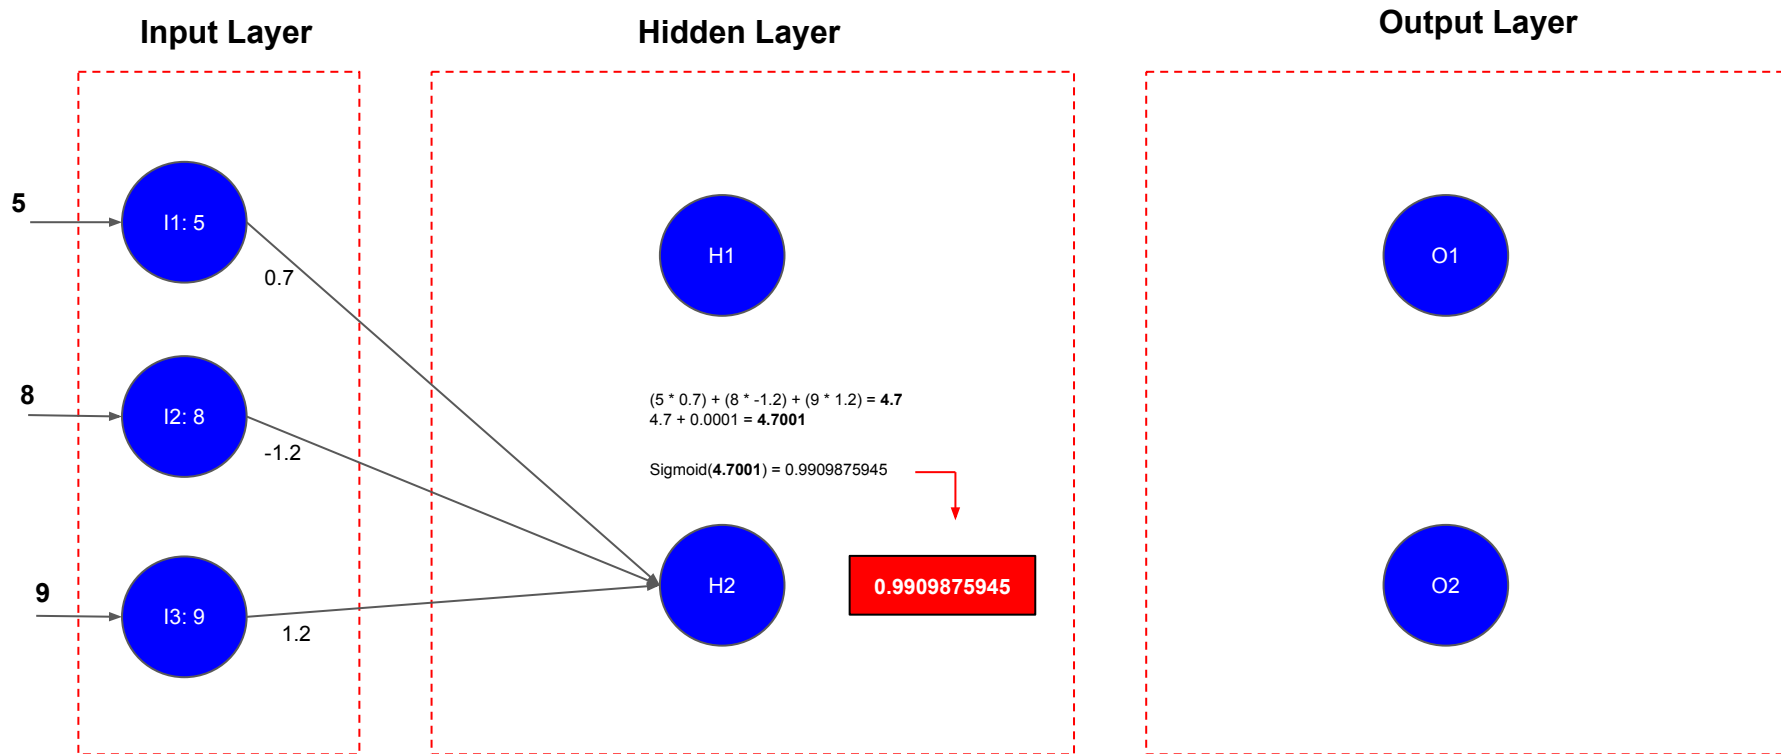 Input Layer
Hidden Layer
Output Layer
5
I1: 5
0.7
H1
O1
8
I2: 8
-1.2
(5 * 0.7) + (8 * -1.2) + (9 * 1.2) = 4.7
4.7 + 0.0001 = 4.7001
Sigmoid(4.7001) = 0.9909875945
9
I3: 9
1.2
H2
0.9909875945
O2